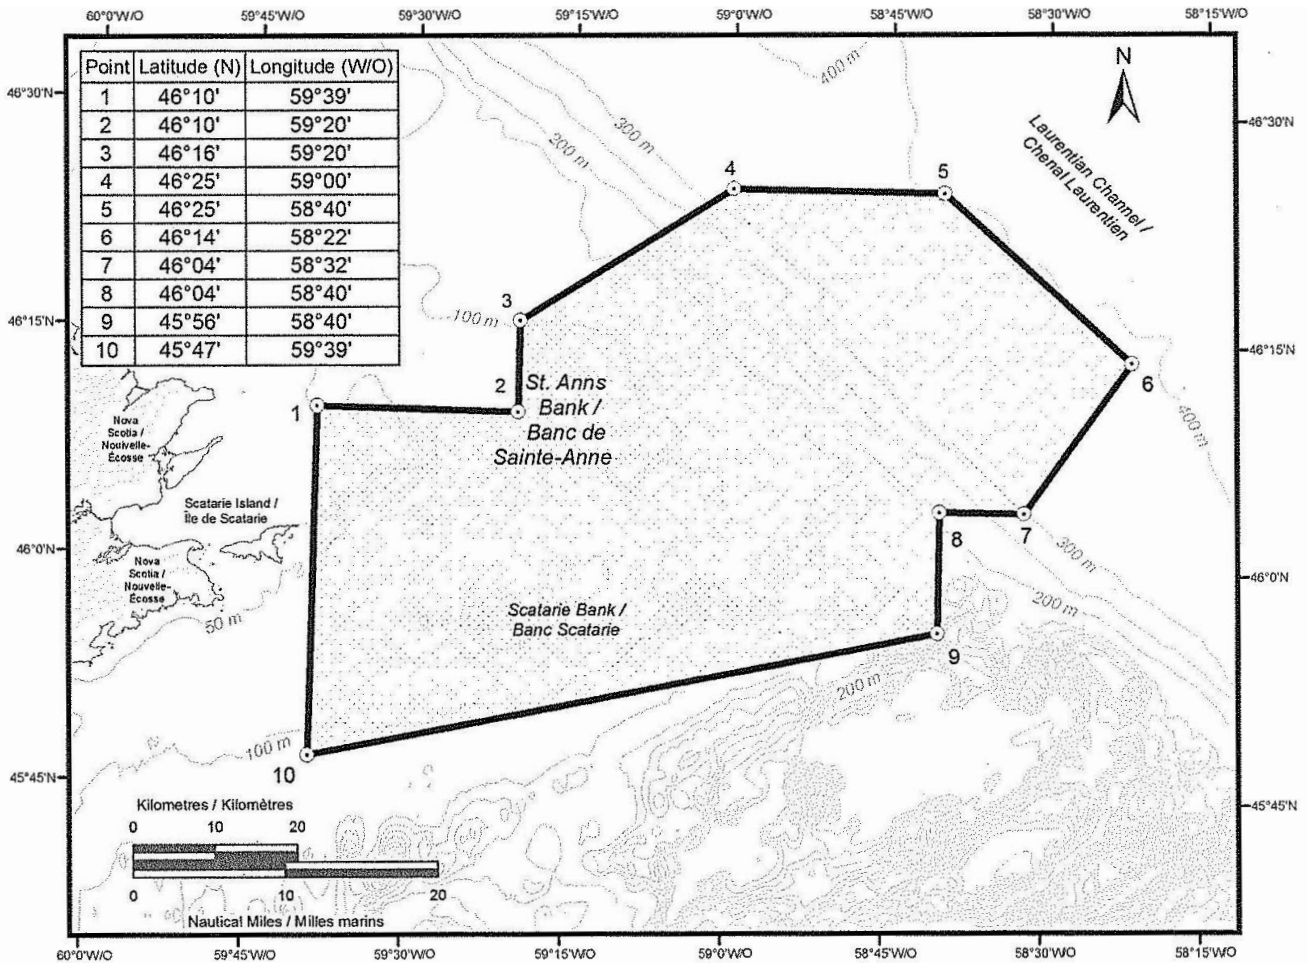 60°0'W/O 59°45'W/O 59°30'W/O 59°15'W/O 59°0'W/O 58°45'W/O 58°30'W/O 58°15'W/O
Point Latitude (N) Longitude (W/O)
1 46°10' 59°39'
2 46°10' 59°20'
3 46°16' 59°20'
4 46°25' 59°00'
5 46°25' 58°40'
6 46°14' 58°22'
7 46°04' 58°32'
8 46°04' 58°40'
9 45°56' 58°40'
10 45°47' 59°39'
N
400 m
300 m
200 m
Laurentian Channel /
Chenal Laurentien
46°30'N
46°30'N
4
5
3
100 m
46°15'N
46°15'N
6
2
1
St. Anns
Bank /
Banc de
Sainte-Anne
400 m
Nova
Scotia /
Nouivelle-
Écosse
Scatarie Island /
Île de Scatarie
8
7
300 m
46°0'N
46°0'N
Nova
Scotia /
Nouvelle-
Écosse
50 m
Scatarie Bank /
Banc Scatarie
200 m
9
200 m
100 m
10
45°45'N
45°45'N
Kilometres / Kilomètres
0 10 20
0 10 20
Nautical Miles / Milles marins
60°0'W/O 59°45'W/O 59°30'W/O 59°15'W/O 59°0'W/O 58°45'W/O 58°30'W/O 58°15'W/O